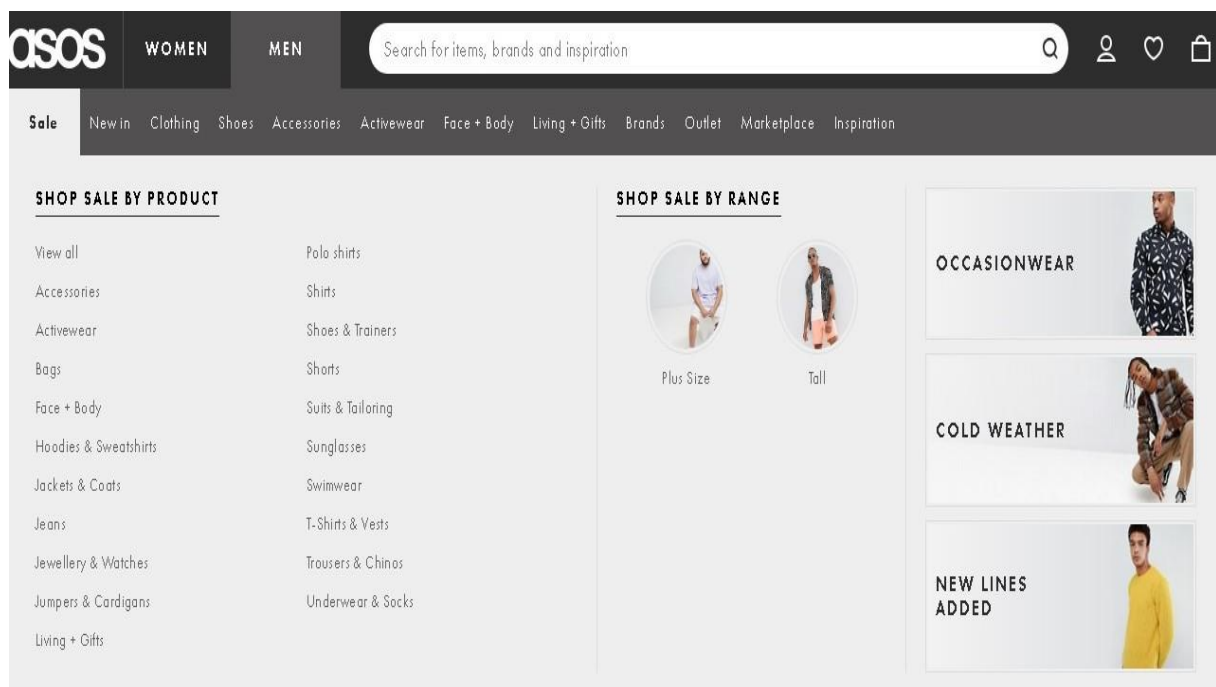 asos
WOMEN
MEN
Search for items, brands and inspiration
Sale
New in
Clothing
Shoes
Accessories
Activewear
Face + Body
Living + Gifts
Brands
Outlet
Marketplace
Inspiration
SHOP SALE BY PRODUCT
View all
Accessories
Activewear
Bags
Face + Body
Hoodies & Sweatshirts
Jackets & Coats
Jeans
Jewellery & Watches
Jumpers & Cardigans
Living + Gifts
Polo shirts
Shirts
Shoes & Trainers
Shorts
Suits & Tailoring
Sunglasses
Swimwear
T-Shirts & Vests
Trousers & Chinos
Underwear & Socks
SHOP SALE BY RANGE
Plus Size
Tall
OCCASIONWEAR
COLD WEATHER
NEW LINES
ADDED